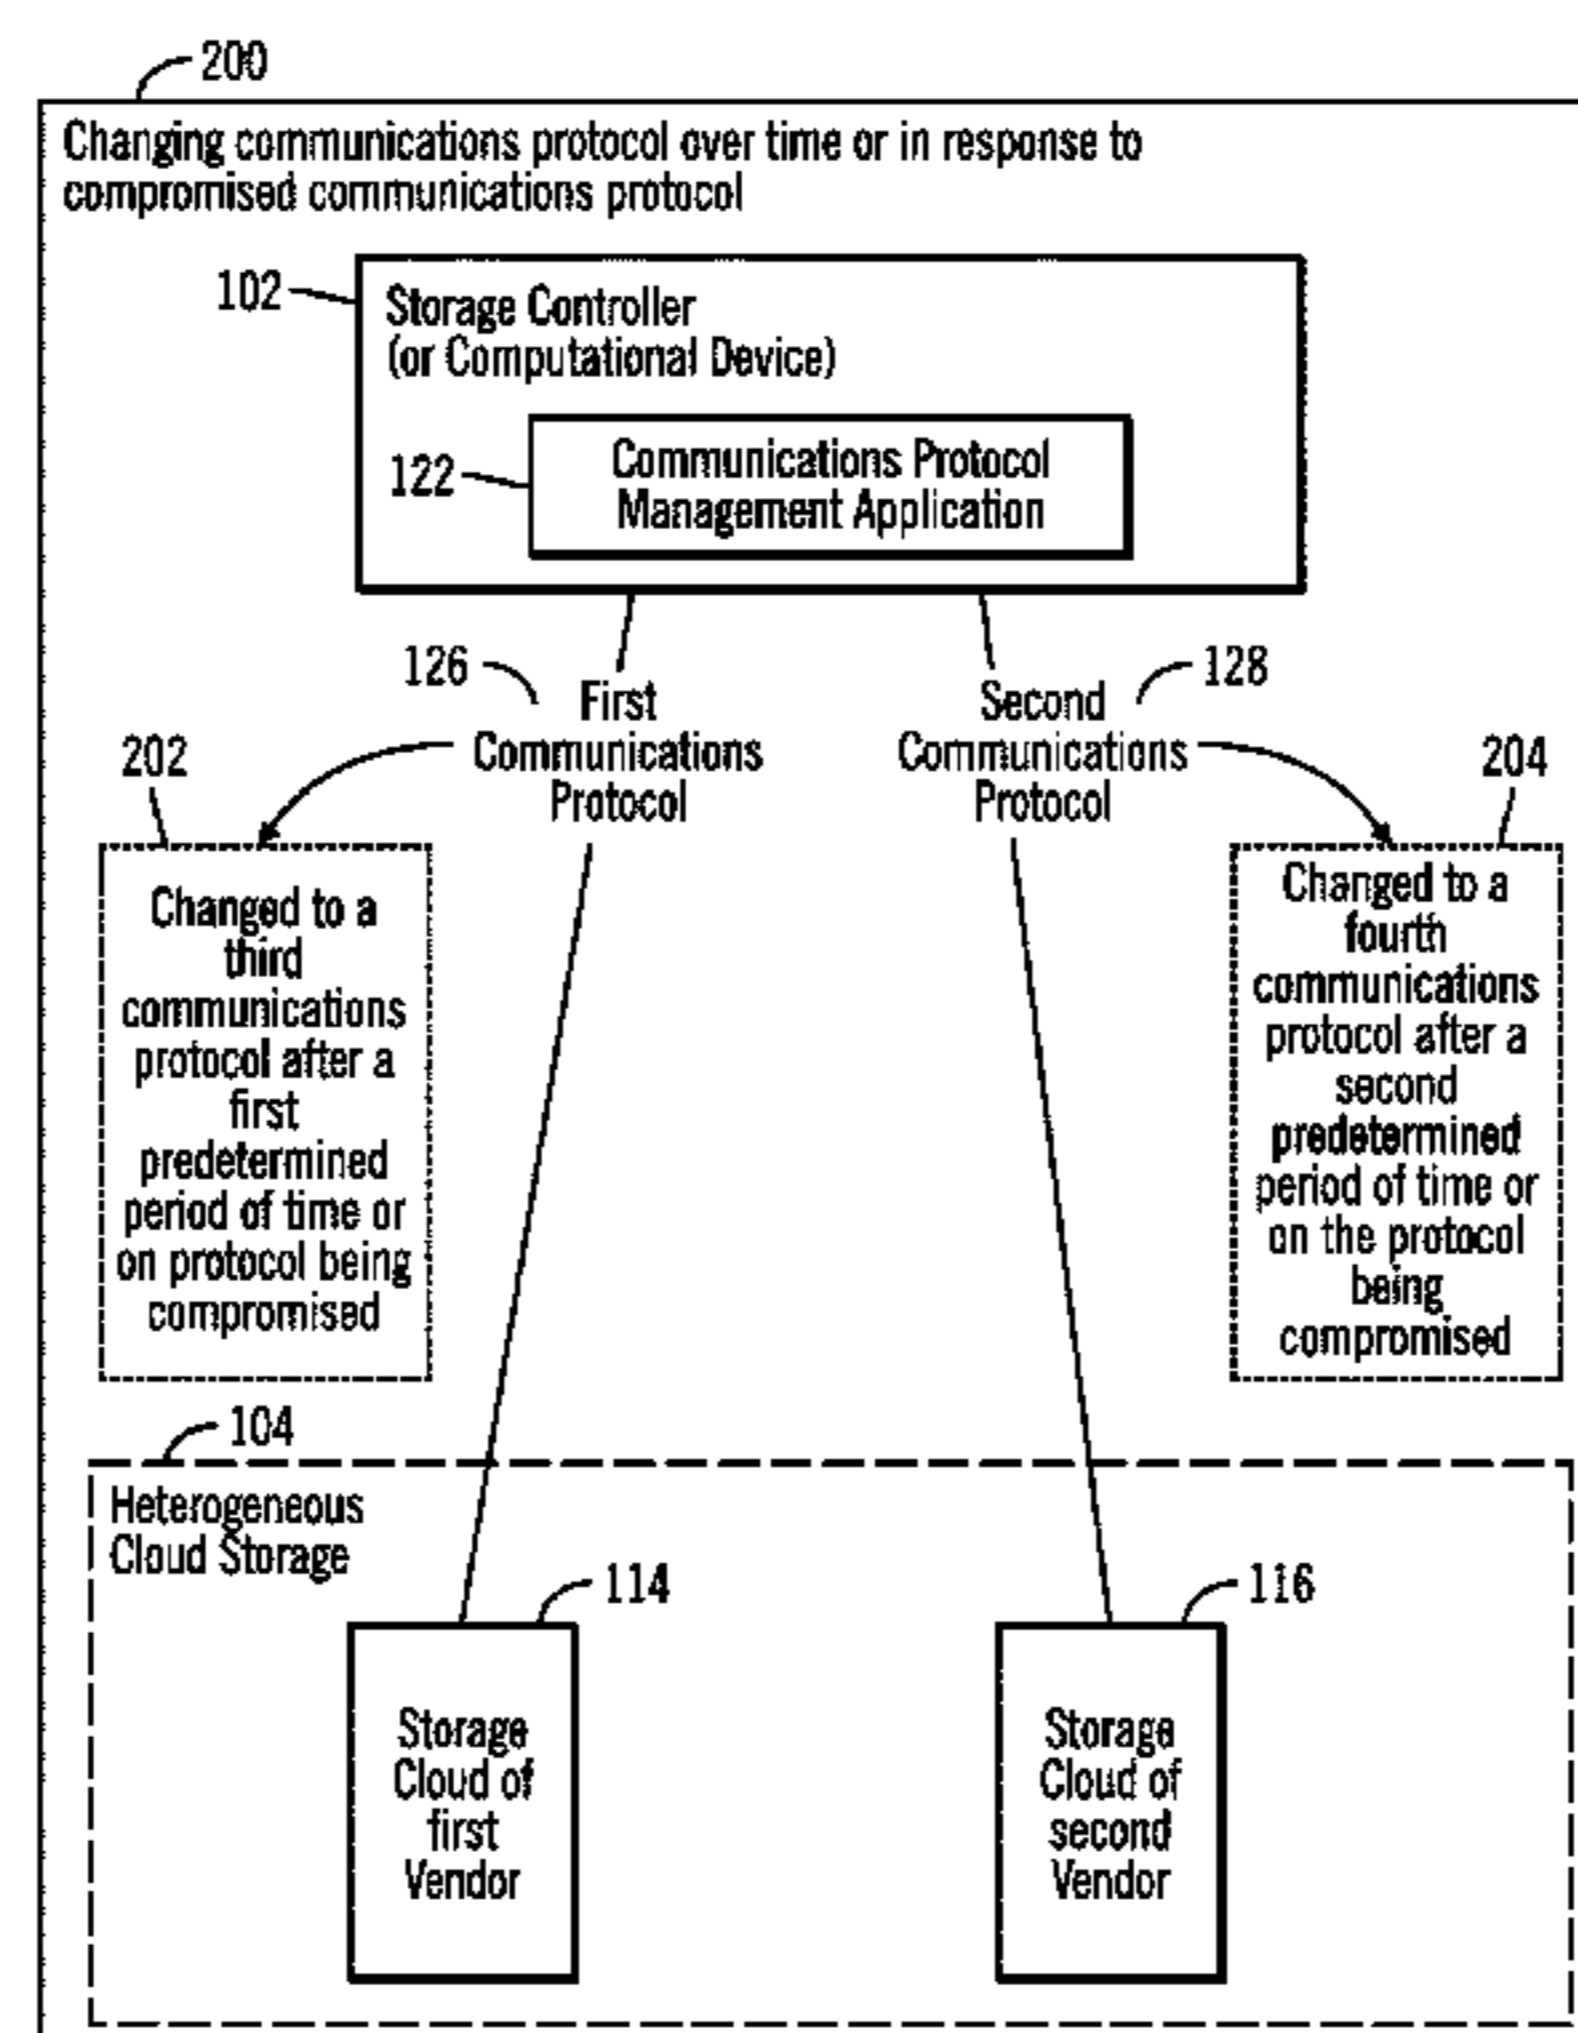 200
Changing communications protocol over time or in response to
compromised communications protocol
102
Storage Controller
(or Computational Device)
122
Communications Protocol
Management Application
126
First
Communications
Protocol
128
Second
Communications
Protocol
202
Changed to a
third
communications
protocol after a
first
predetermined
period of time or
on protocol being
compromised
204
Changed to a
fourth
communications
protocol after a
second
predetermined
period of time or
on the protocol
being
compromised
104
Heterogeneous
Cloud Storage
114
Storage
Cloud of
first
Vendor
116
Storage
Cloud of
second
Vendor